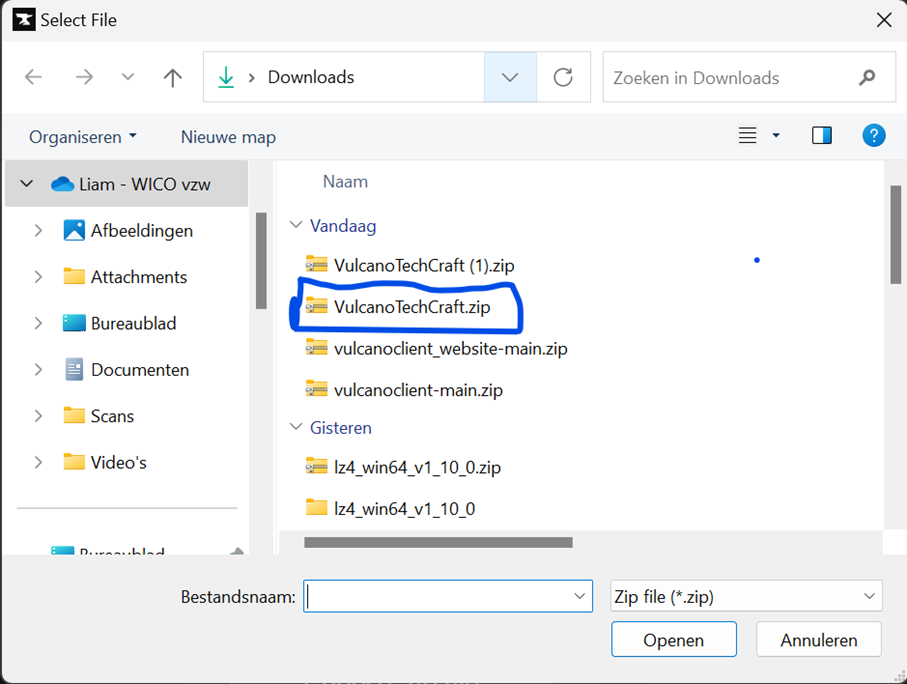 Select File
Downloads
Zoeken in Downloads
Organiseren
Nieuwe map
Liam - WICO vzw
Afbeeldingen
Attachments
Bureaublad
Documenten
Scans
Video's
Bureaublad
Naam
Vandaag
VulcanoTechCraft (1).zip
VulcanoTechCraft.zip
vulcanoclient_website-main.zip
vulcanoclient-main.zip
Gisteren
lz4_win64_v1_10_0.zip
lz4_win64_v1_10_0
Bestandsnaam:
Zip file (*.zip)
Openen
Annuleren